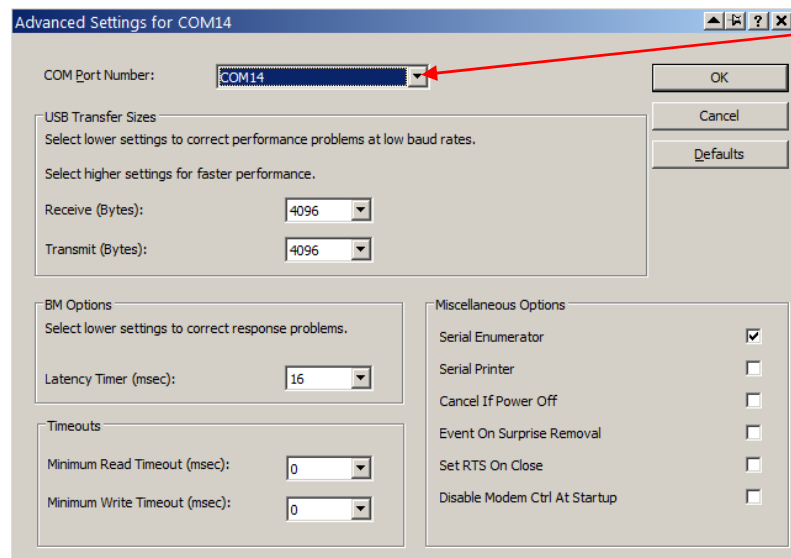 Advanced Settings for COM14
COM Port Number:
COM14
OK
Cancel
Defaults
USB Transfer Sizes
Select lower settings to correct performance problems at low baud rates.
Select higher settings for faster performance.
Receive (Bytes):
4096
Transmit (Bytes):
4096
BM Options
Select lower settings to correct response problems.
Latency Timer (msec):
16
Timeouts
Minimum Read Timeout (msec):
0
Minimum Write Timeout (msec):
0
Miscellaneous Options
Serial Enumerator
Serial Printer
Cancel If Power Off
Event On Surprise Removal
Set RTS On Close
Disable Modem Ctrl At Startup